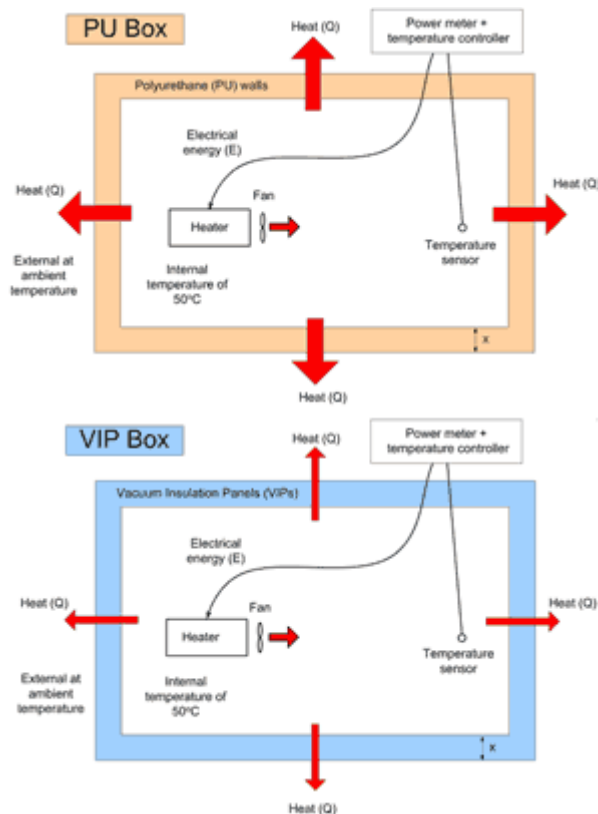 PU Box
Heat (Q)
Power meter +
temperature controller
Polyurethane (PU) walls
Electrical
energy (E)
Heat (Q)
Heat (Q)
Fan
Heater
Temperature
sensor
External at
ambient
temperature
Internal
temperature of
50°C
x
Heat (Q)
VIP Box
Heat (Q)
Power meter +
temperature controller
Vacuum Insulation Panels (VIPs)
Electrical
energy (E)
Heat (Q)
Heat (Q)
Fan
Heater
Temperature
sensor
External at
ambient
temperature
Internal
temperature of
50°C
x
Heat (Q)